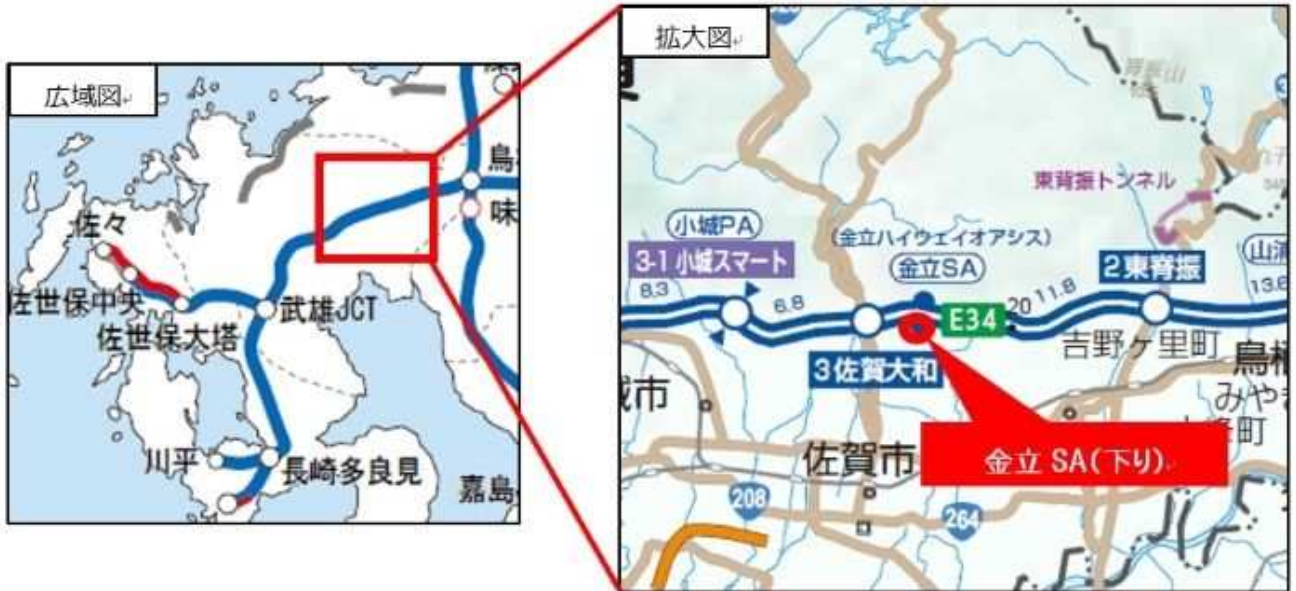 広域図
佐々
佐世保中央
佐世保大塔
武雄JCT
鳥
味
川平
長崎多良見
嘉島
拡大図
東背振トンネル
小城PA
3-1 小城スマート
(金立ハイウェイオアシス)
金立SA
2東脊振
山浦
8.3
6.8
E34
20
11.8
13.6
3佐賀大和
吉野ヶ里町
鳥栖
みやき
城市
佐賀市
金立 SA(下り)
208
264